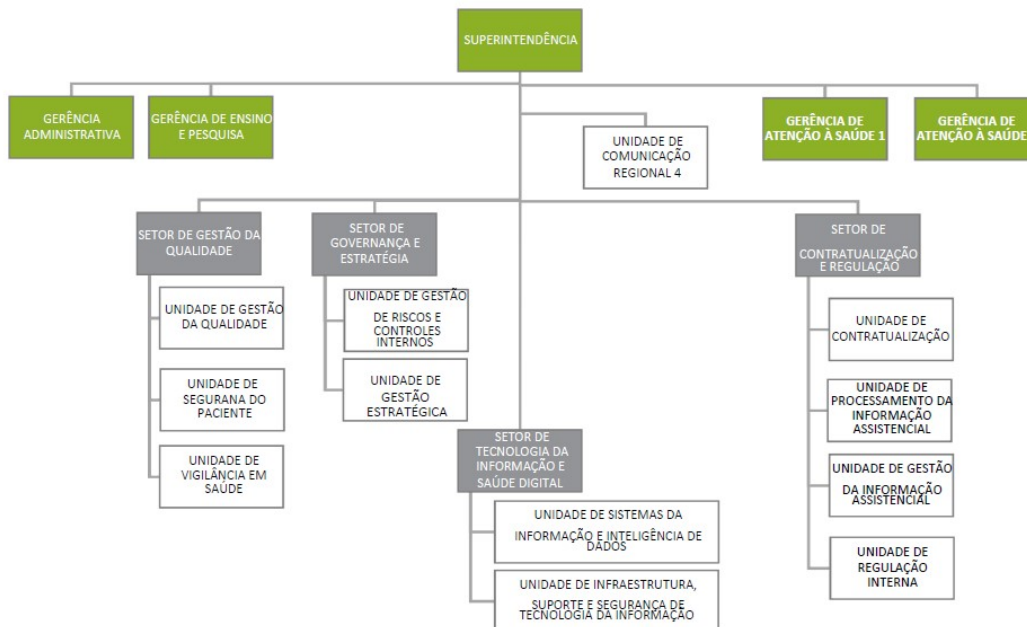 SUPERINTENDÊNCIA
GERÊNCIA
ADMINISTRATIVA
GERÊNCIA DE ENSINO
E PESQUISA
UNIDADE DE
COMUNICAÇÃO
REGIONAL 4
GERÊNCIA DE
ATENÇÃO À SAÚDE 1
GERÊNCIA DE
ATENÇÃO À SAÚDE
SETOR DE GESTÃO DA
QUALIDADE
UNIDADE DE GESTÃO
DA QUALIDADE
UNIDADE DE
SEGURANA DO
PACIENTE
UNIDADE DE
VIGILÂNCIA EM
SAÚDE
SETOR DE
GOVERNANÇA E
ESTRATÉGIA
UNIDADE DE GESTÃO
DE RISCOS E
CONTROLES
INTERNOS
UNIDADE DE
GESTÃO
ESTRATÉGICA
SETOR DE
TECNOLOGIA DA
INFORMAÇÃO E
SAÚDE DIGITAL
UNIDADE DE SISTEMAS DA
INFORMAÇÃO E INTELIGÊNCIA DE
DADOS
UNIDADE DE INFRAESTRUTURA,
SUPORTE E SEGURANÇA DE
TECNOLOGIA DA INFORMAÇÃO
SETOR DE
CONTRATUALIZAÇÃO
E REGULAÇÃO
UNIDADE DE
CONTRATUALIZAÇÃO
UNIDADE DE
PROCESSAMENTO DA
INFORMAÇÃO
ASSISTENCIAL
UNIDADE DE GESTÃO
DA INFORMAÇÃO
ASSISTENCIAL
UNIDADE DE
REGULAÇÃO
INTERNA